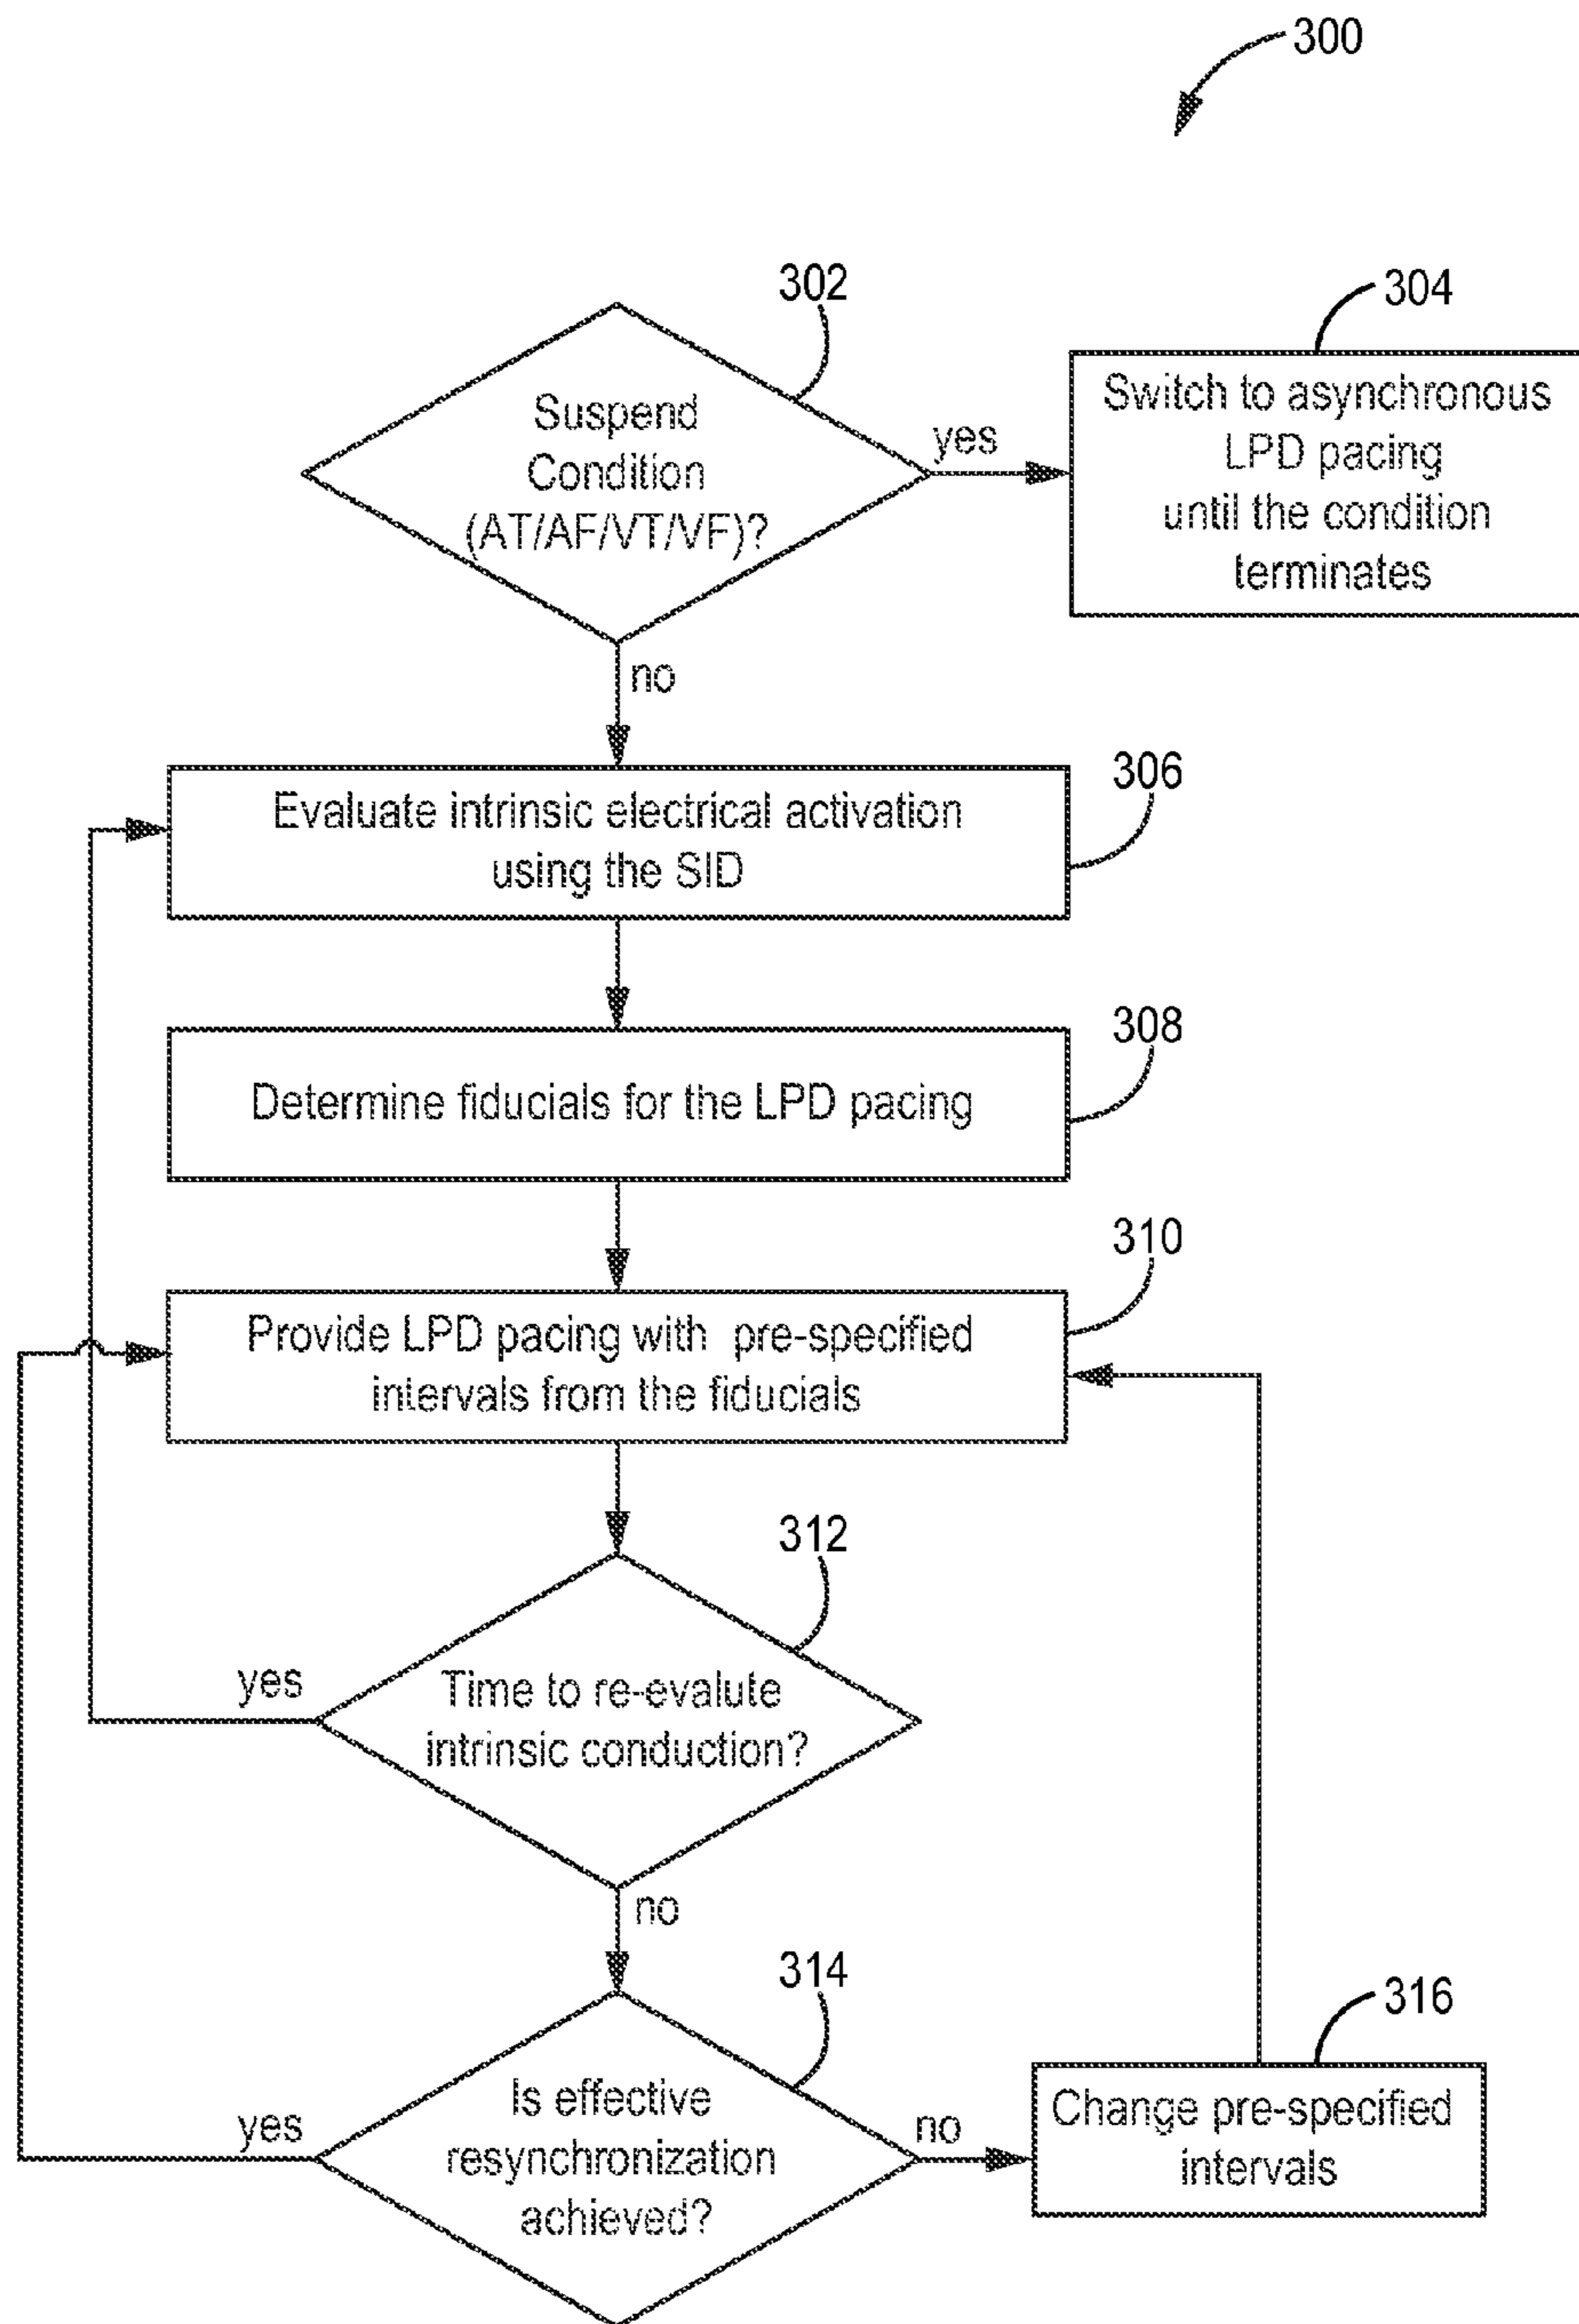 300
302
Suspend
Condition
(AT/AF/VT/VF)?
yes
304
Switch to asynchronous
LPD pacing
until the condition
terminates
no
306
Evaluate intrinsic electrical activation
using the SID
308
Determine fiducials for the LPD pacing
310
Provide LPD pacing with pre-specified
intervals from the fiducials
312
yes
Time to re-evalute
intrinsic conduction?
no
314
yes
Is effective
resynchronization
achieved?
no
316
Change pre-specified
intervals